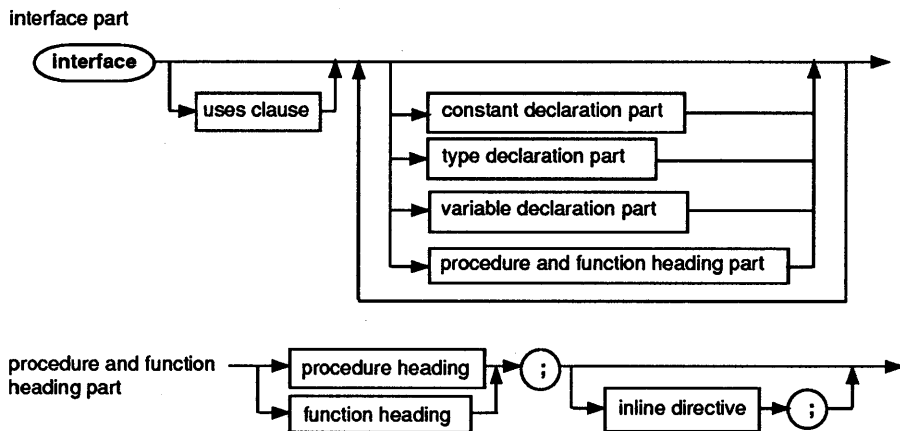 interface part
interface
uses clause
constant declaration part
type declaration part
variable declaration part
procedure and function heading part
procedure and function
heading part
procedure heading
;
function heading
inline directive
;